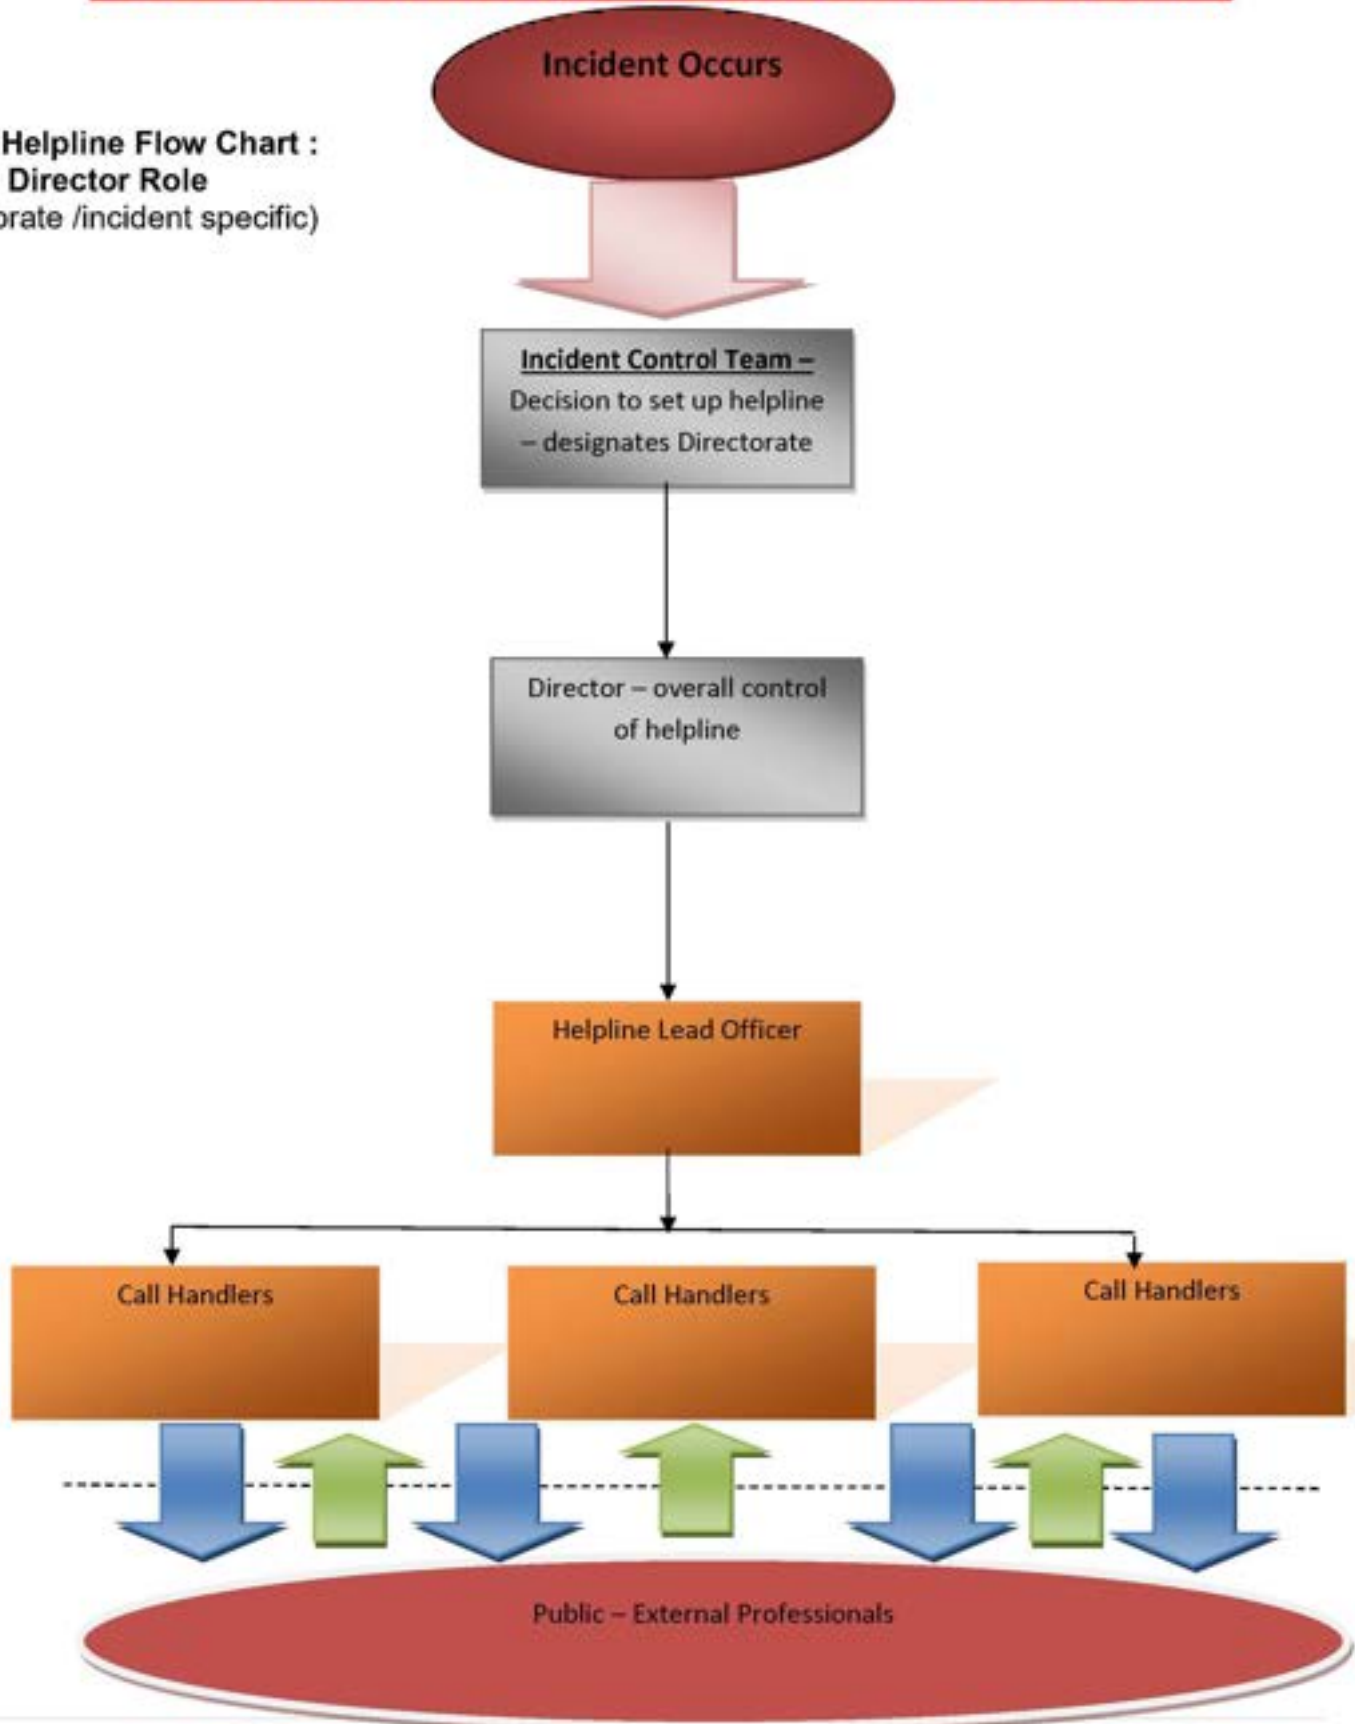 Incident Occurs
Helpline Flow Chart :
Director Role
/incident specific)
Incident Control Team –
Decision to set up helpline
– designates Directorate
Director – overall control
of helpline
Helpline Lead Officer
Call Handlers
Call Handlers
Call Handlers
Public – External Professionals